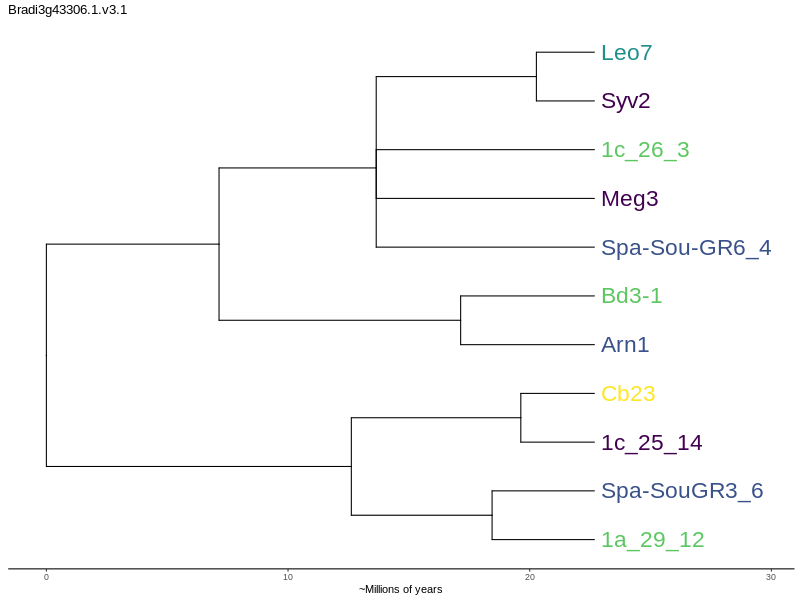 Bradi3g43306.1.v3.1
Leo7
Syv2
1c_26_3
Meg3
Spa-Sou-GR6_4
Bd3-1
Arn1
Cb23
1c_25_14
Spa-SouGR3_6
1a_29_12
0 10 20 30
~Millions of years